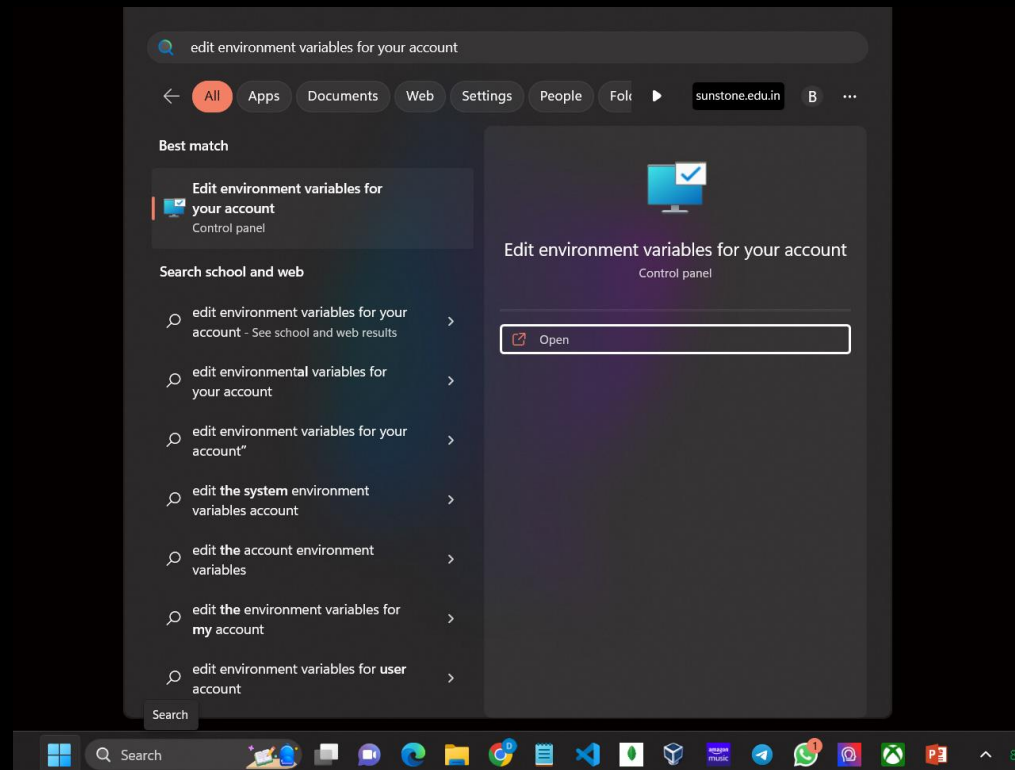 edit environment variables for your account
All
Apps
Documents
Web
Settings
People
Fol
sunstone.edu.in
B
Best match
Edit environment variables for
your account
Control panel
Search school and web
edit environment variables for your
account - See school and web results
edit environmental variables for
your account
edit environment variables for your
account”
edit the system environment
variables account
edit the account environment
variables
edit the environment variables for
my account
edit environment variables for user
account
Edit environment variables for your account
Control panel
Open
Search
Search
D
amazon
music
1
P